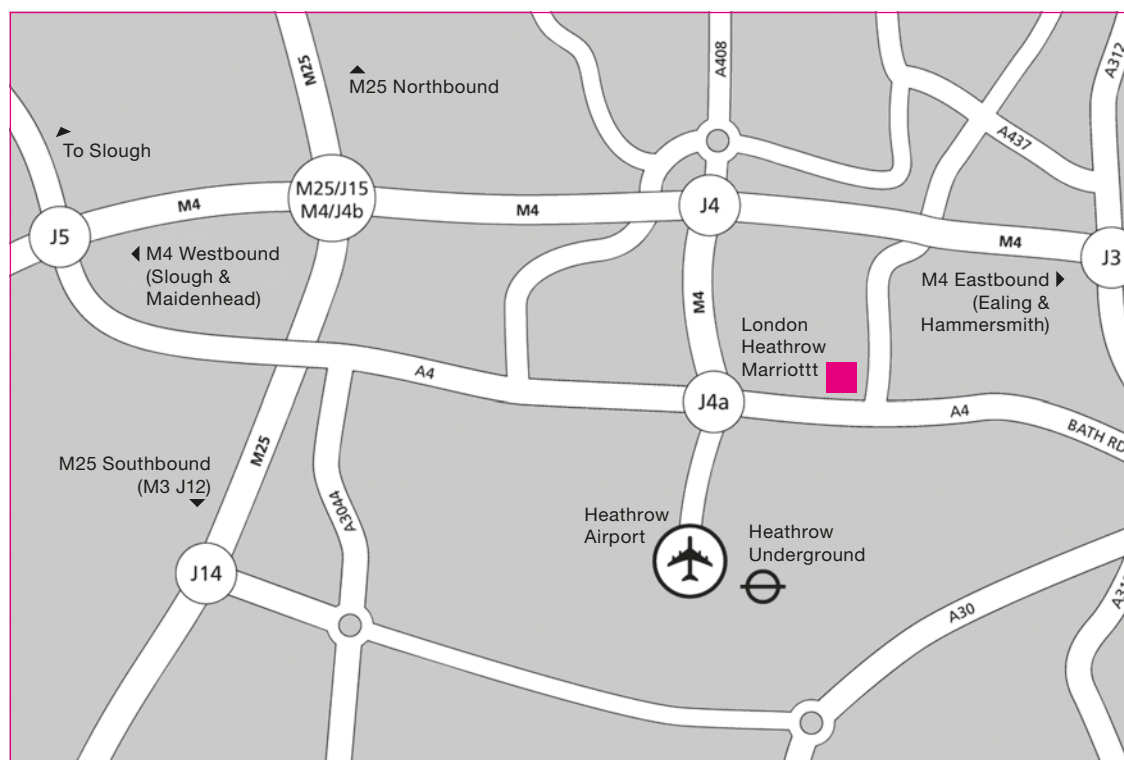 M25
A408
A312
M25 Northbound
To Slough
A437
M25/J15
M4/J4b
M4
M4
J4
J5
M4
J3
M4 Westbound
(Slough &
Maidenhead)
M4 Eastbound
(Ealing &
Hammersmith)
M4
London
Heathrow
Marriottt
A4
J4a
A4
BATH RD
M25
M25 Southbound
(M3 J12)
A3044
Heathrow
Airport
Heathrow
Underground
J14
A30